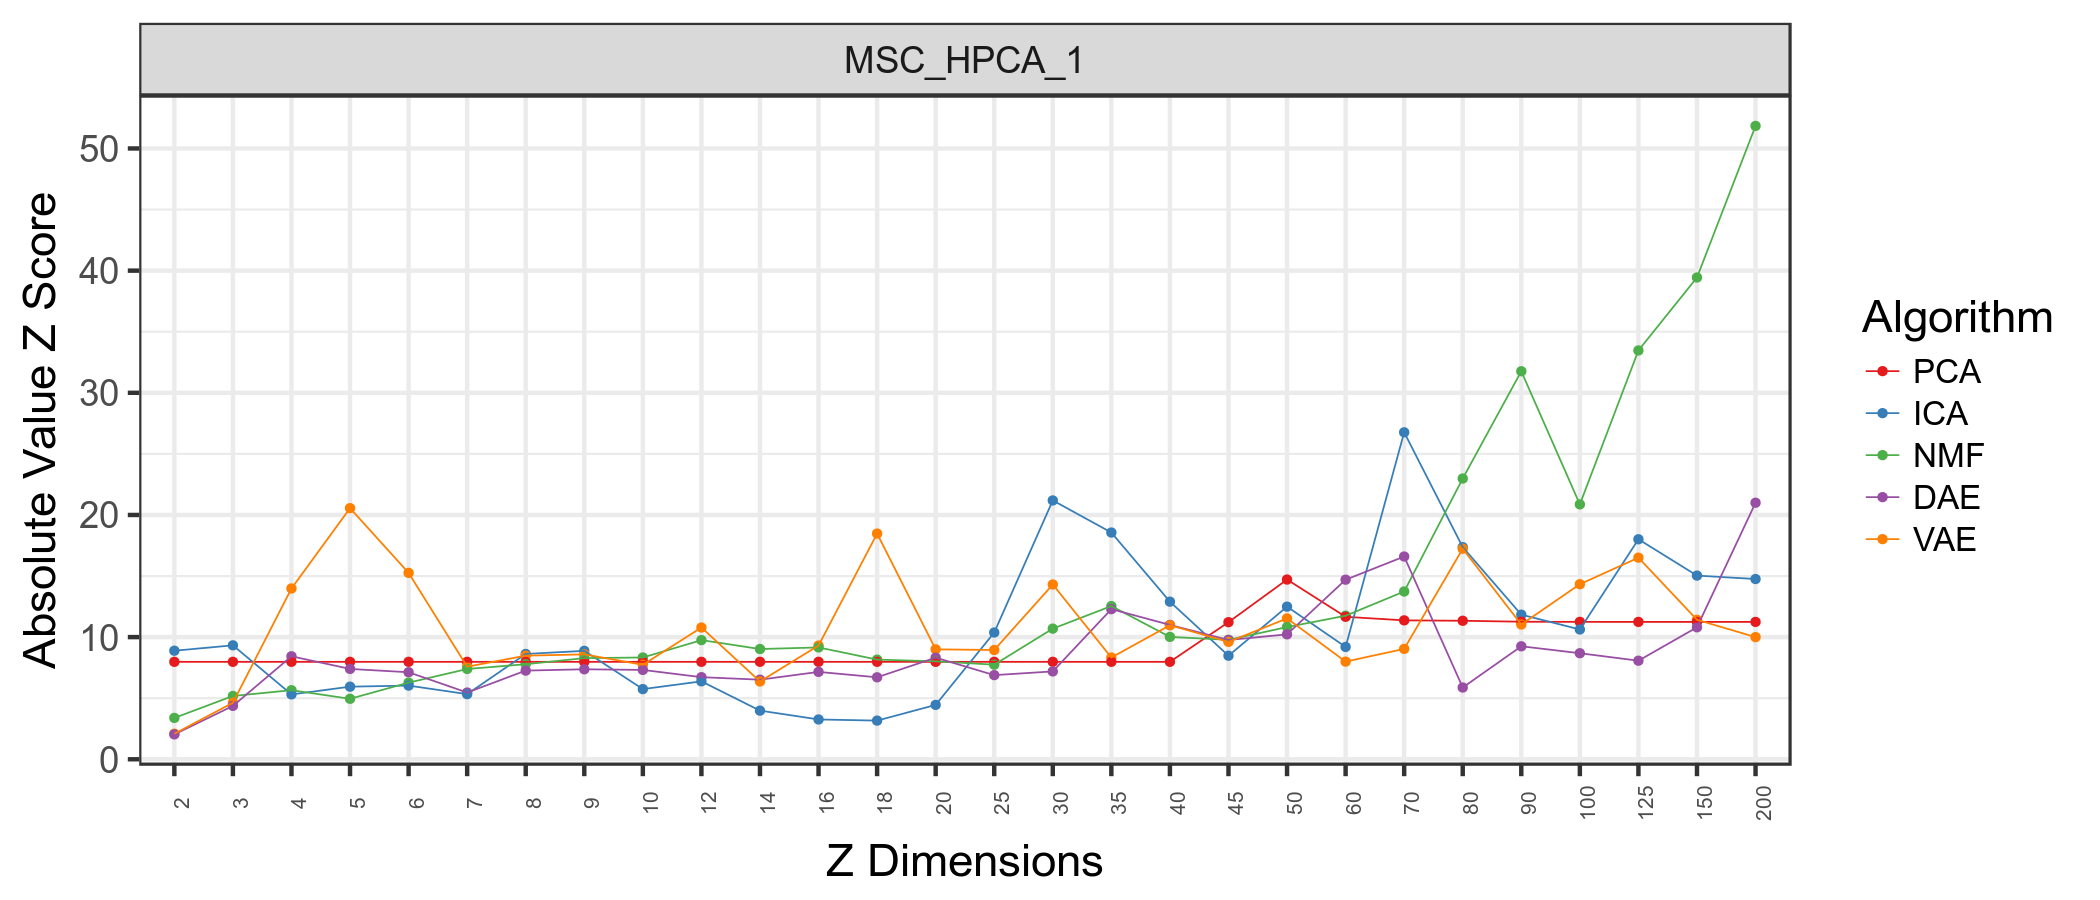 MSC_HPCA_1
Absolute Value Z Score
50
40
30
20
10
0
2 3 4 5 6 7 8 9 10 12 14 16 18 20 25 30 35 40 45 50 60 70 80 90 100 125 150 200
Z Dimensions
Algorithm
PCA
ICA
NMF
DAE
VAE